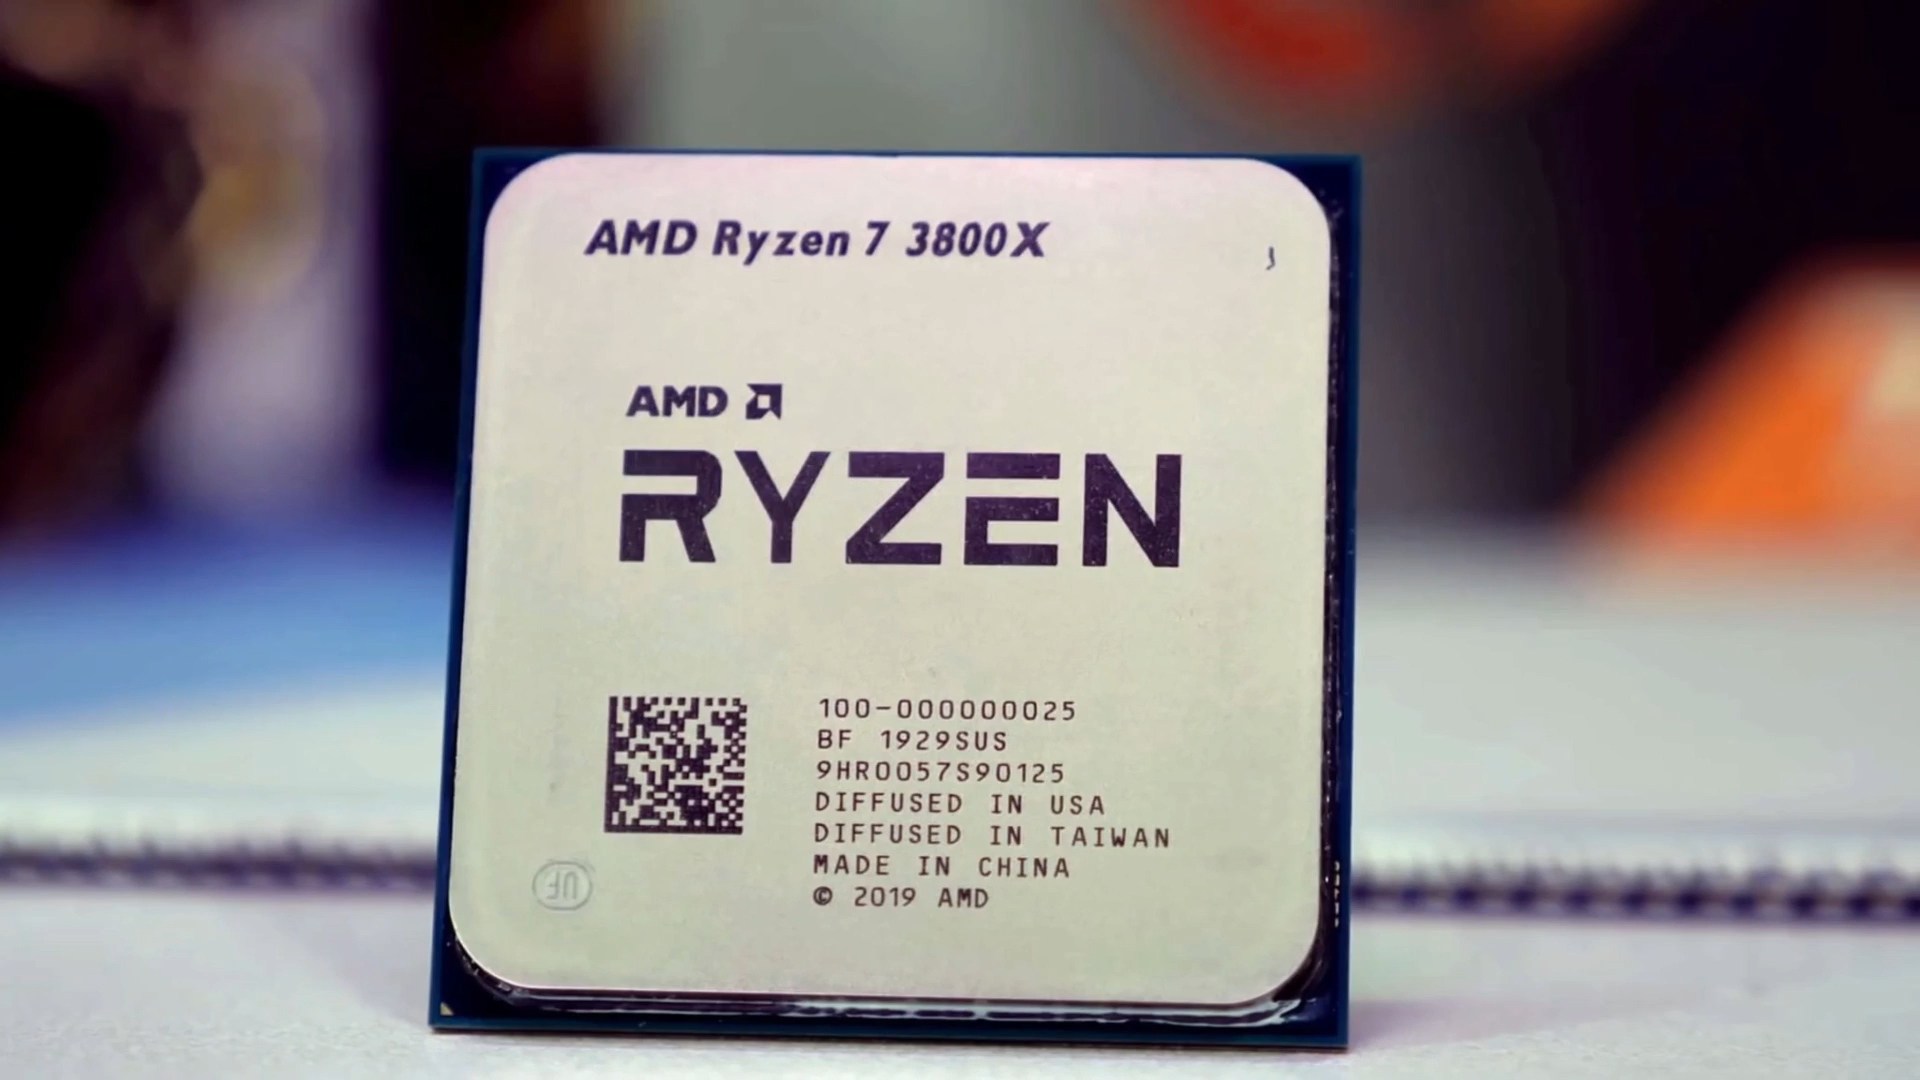 AMD Ryzen 7 3800X
AMD
RYZEN
100-000000025
BF 1929SUS
9HR0057S90125
DIFFUSED IN USA
DIFFUSED IN TAIWAN
MADE IN CHINA
© 2019 AMD